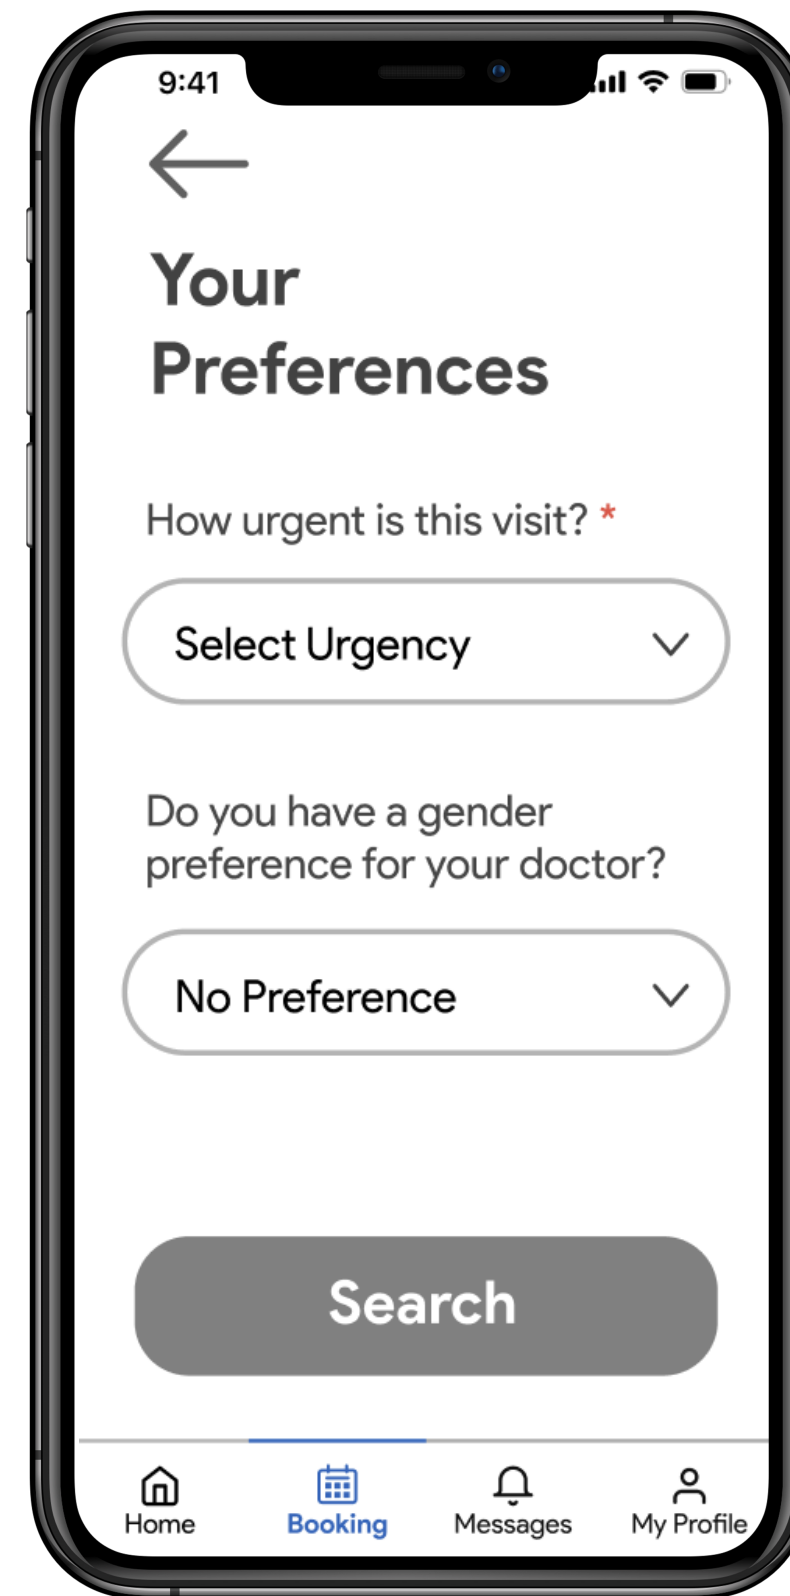 9:41
Your
Preferences
How urgent is this visit? *
Select Urgency
Do you have a gender
preference for your doctor?
No Preference
Search
Home Booking Messages My Profile